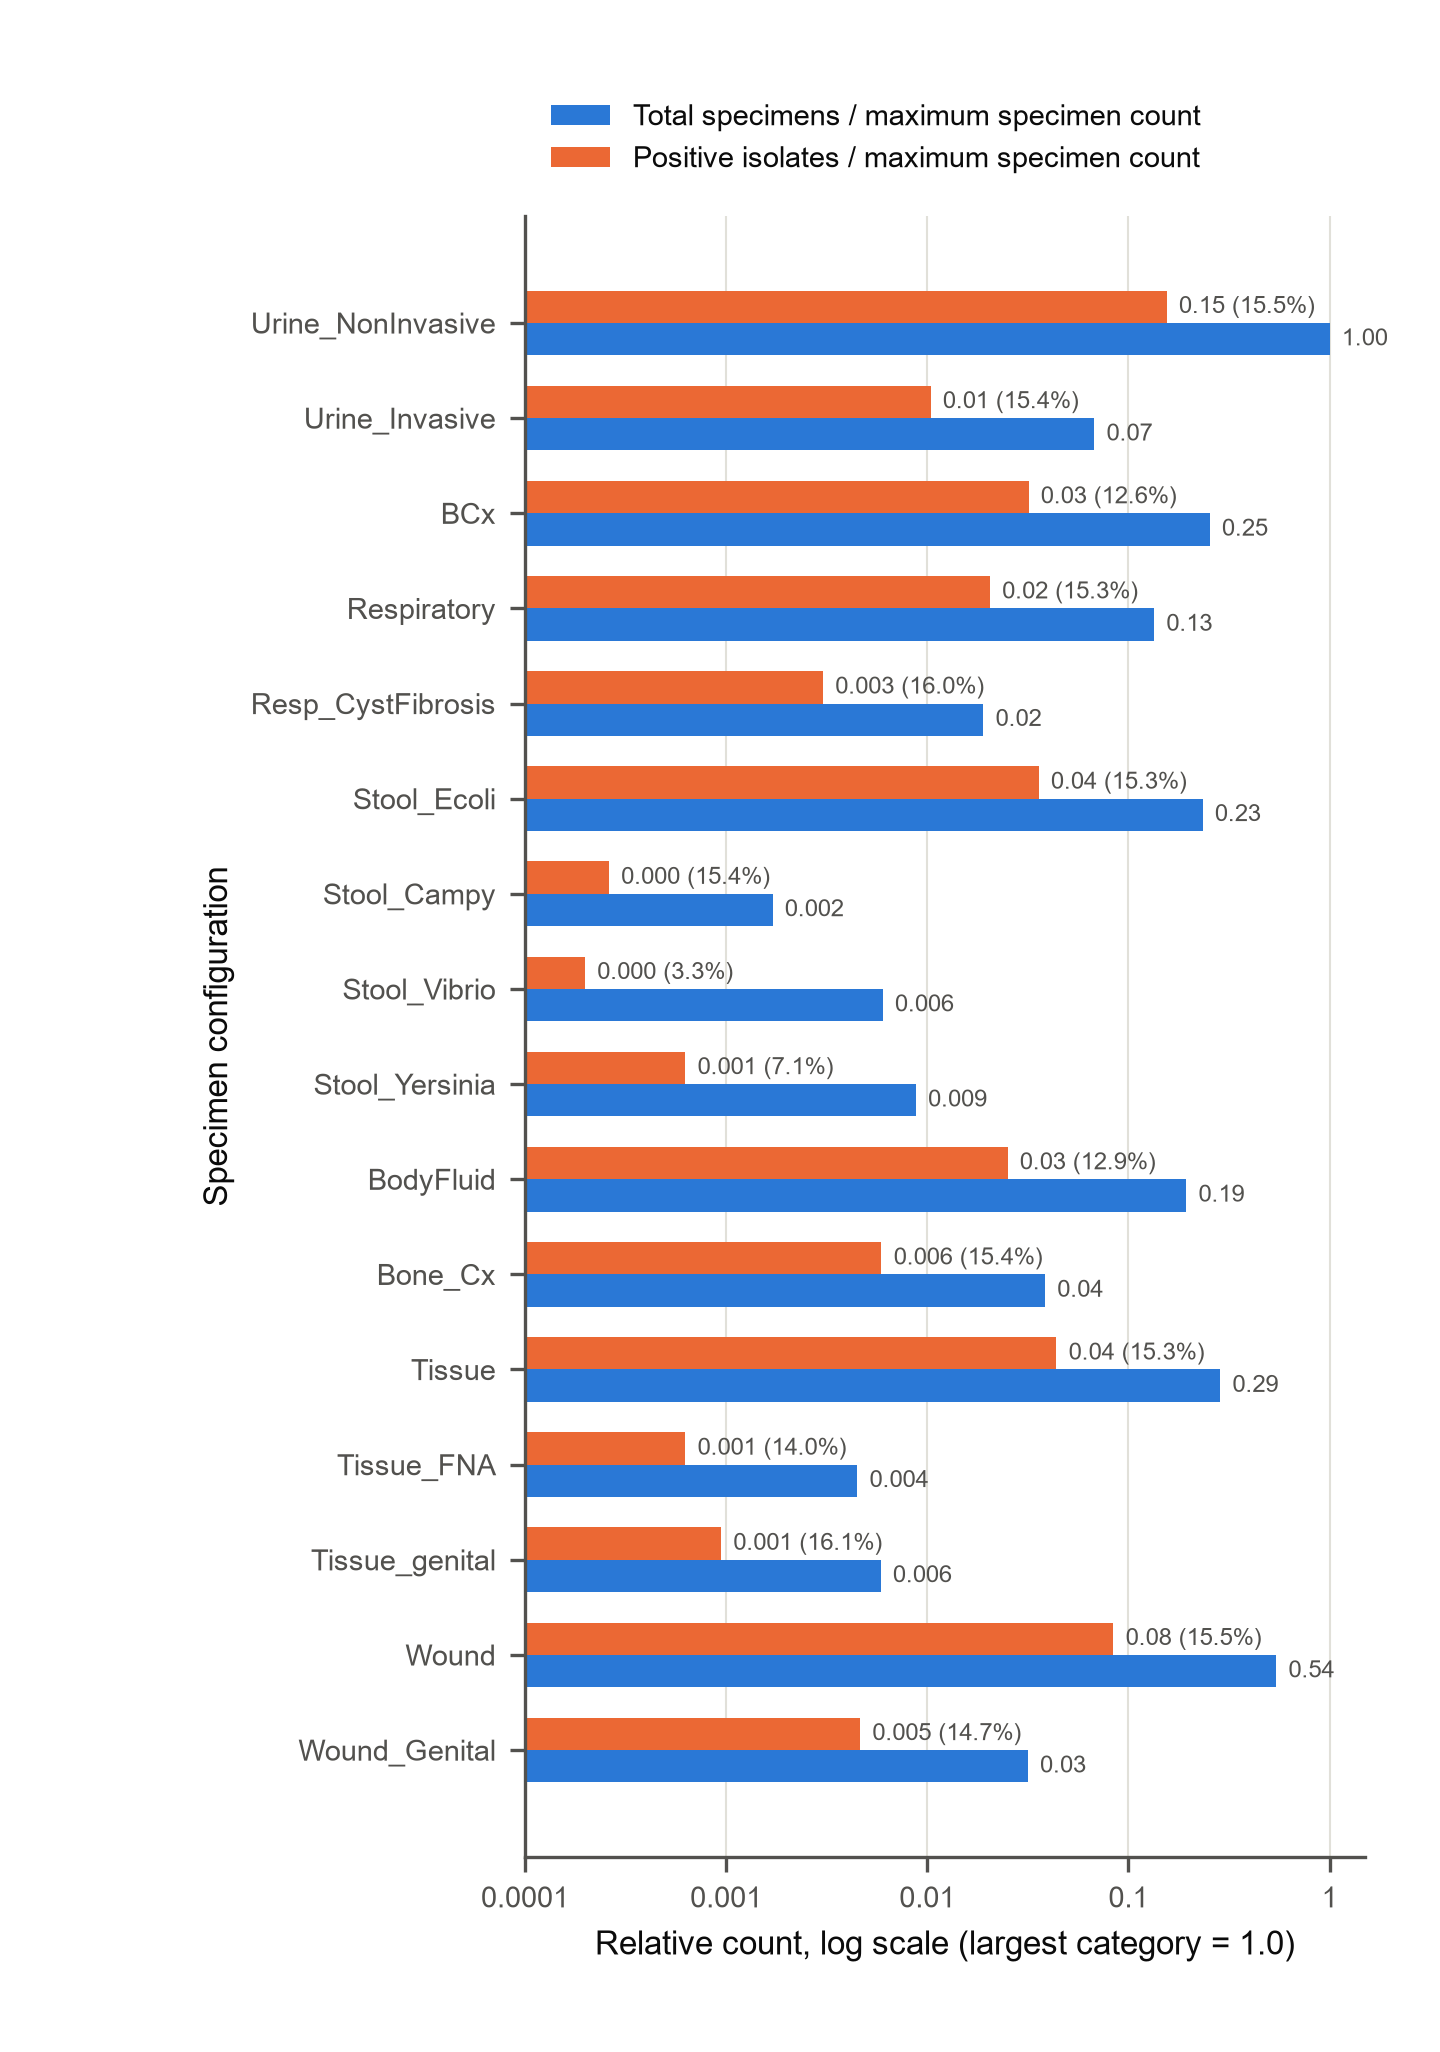 Total specimens / maximum specimen count
Positive isolates / maximum specimen count
Urine_NonInvasive
0.15 (15.5%)
1.00
Urine_Invasive
0.01 (15.4%)
0.07
BCx
0.03 (12.6%)
0.25
Respiratory
0.02 (15.3%)
0.13
Resp_CystFibrosis
0.003 (16.0%)
0.02
Stool_Ecoli
0.04 (15.3%)
0.23
Stool_Campy
0.000 (15.4%)
0.002
Stool_Vibrio
0.000 (3.3%)
0.006
Stool_Yersinia
0.001 (7.1%)
0.009
BodyFluid
0.03 (12.9%)
0.19
Bone_Cx
0.006 (15.4%)
0.04
Tissue
0.04 (15.3%)
0.29
Tissue_FNA
0.001 (14.0%)
0.004
Tissue_genital
0.001 (16.1%)
0.006
Wound
0.08 (15.5%)
0.54
Wound_Genital
0.005 (14.7%)
0.03
Specimen configuration
0.0001 0.001 0.01 0.1 1
Relative count, log scale (largest category = 1.0)